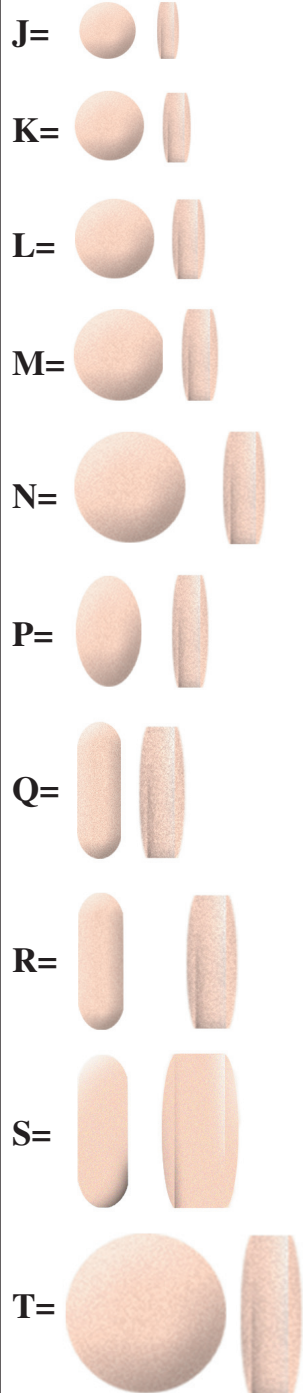 J=
K=
L=
M=
N=
P=
Q=
R=
S=
T=